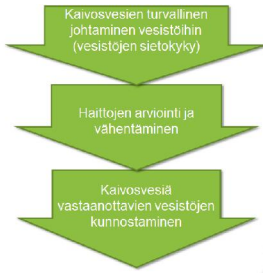 Kaivosvesien turvallinen
johtaminen vesistöihin
(vesistöjen sietokyky)
Haittojen arviointi ja
vähentäminen
Kaivosvesiä
vastaanottavien vesistöjen
kunnostaminen